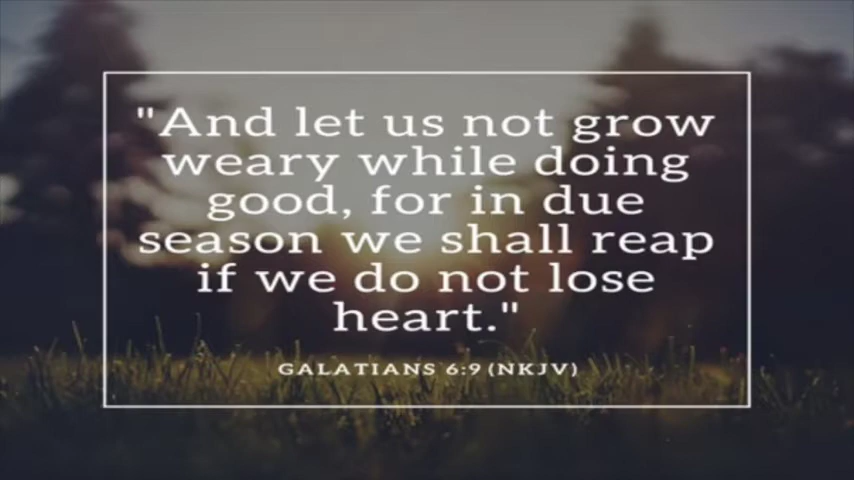 "And let us not grow
weary while doing
good, for in due
season we shall reap
if we do not lose
heart."
GALATIANS 6:9 (NKJV)